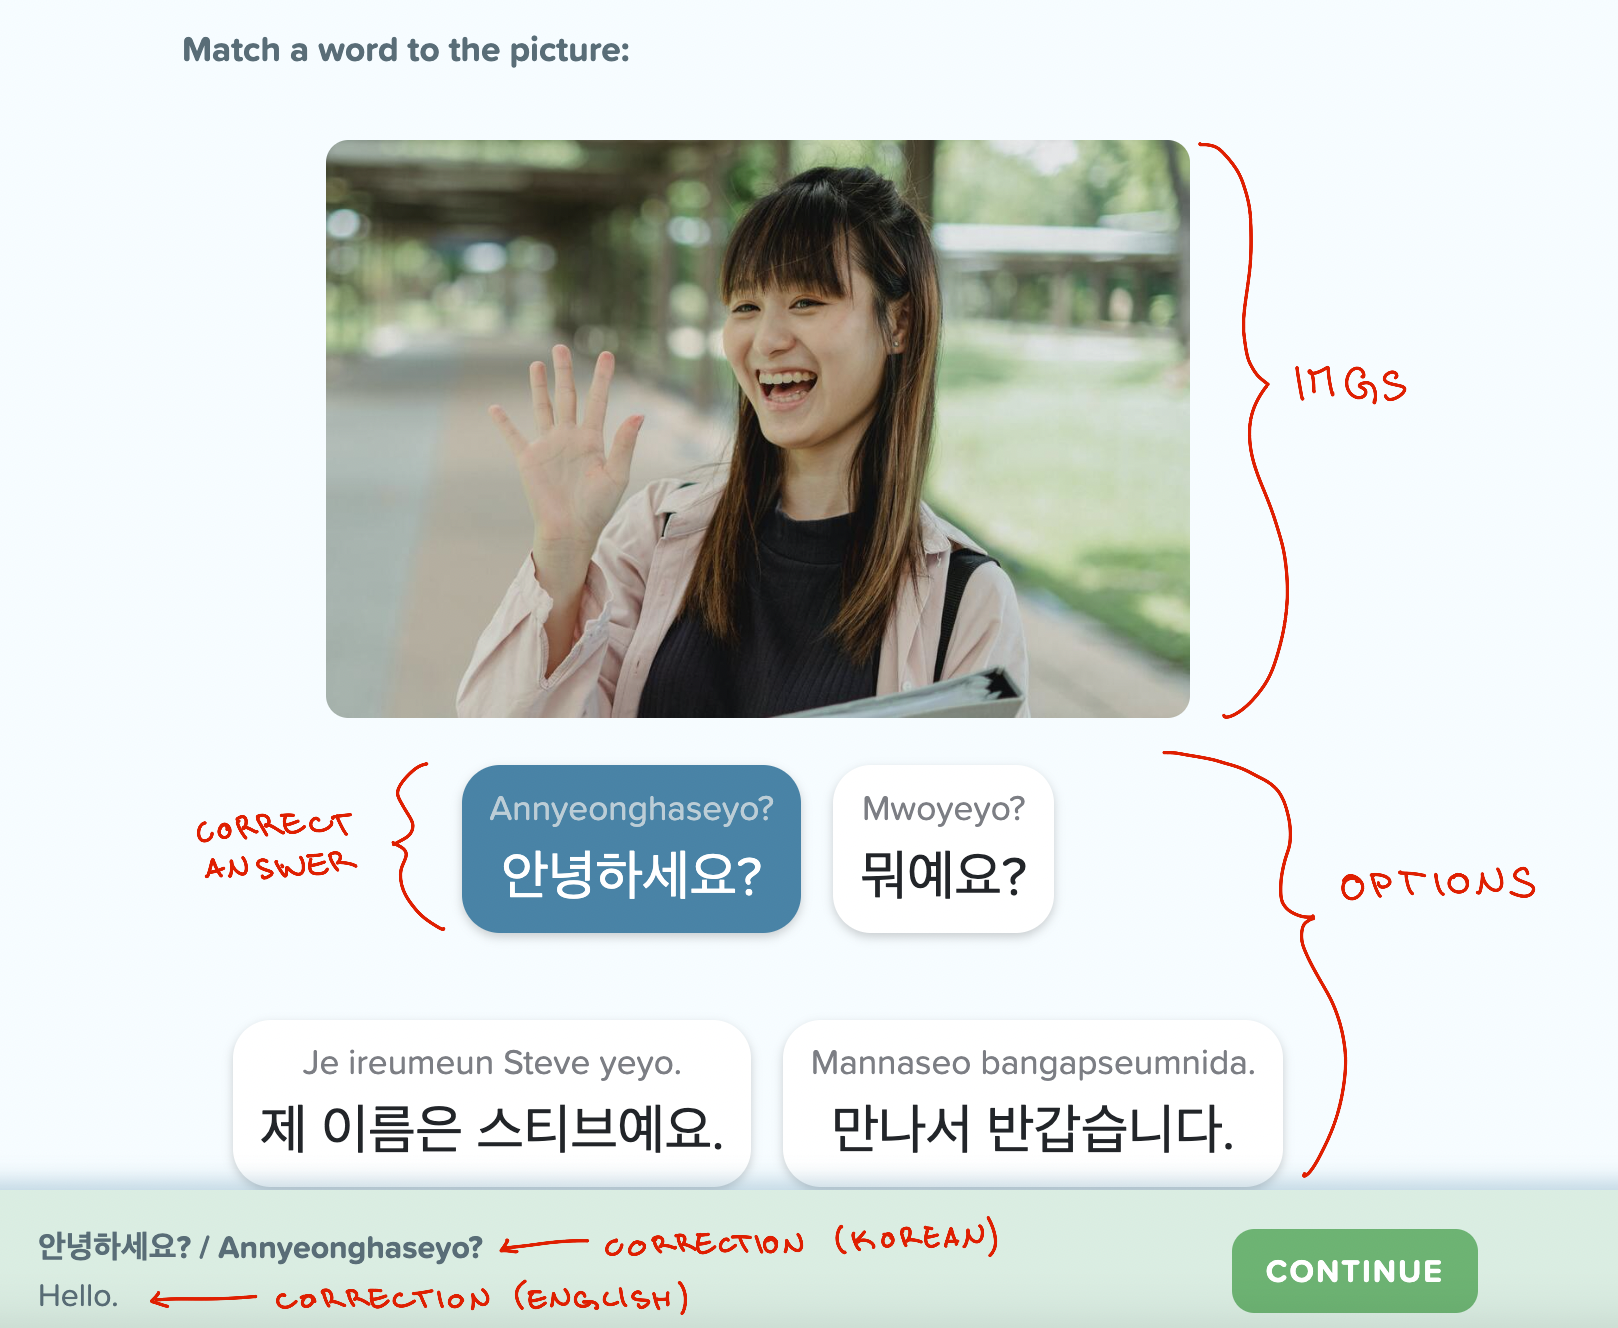 Match a word to the picture:
IMGS
CORRECT
ANSWER
Annyeonghaseyo?
안녕하세요?
Mwoyeyo?
뭐예요?
OPTIONS
Je ireumeun Steve yeyo.
제 이름은 스티브예요.
Mannaseo bangapseumnida.
만나서 반갑습니다.
안녕하세요? / Annyeonghaseyo?
CORRECTION (KOREAN)
Hello.
CORRECTION (ENGLISH)
CONTINUE